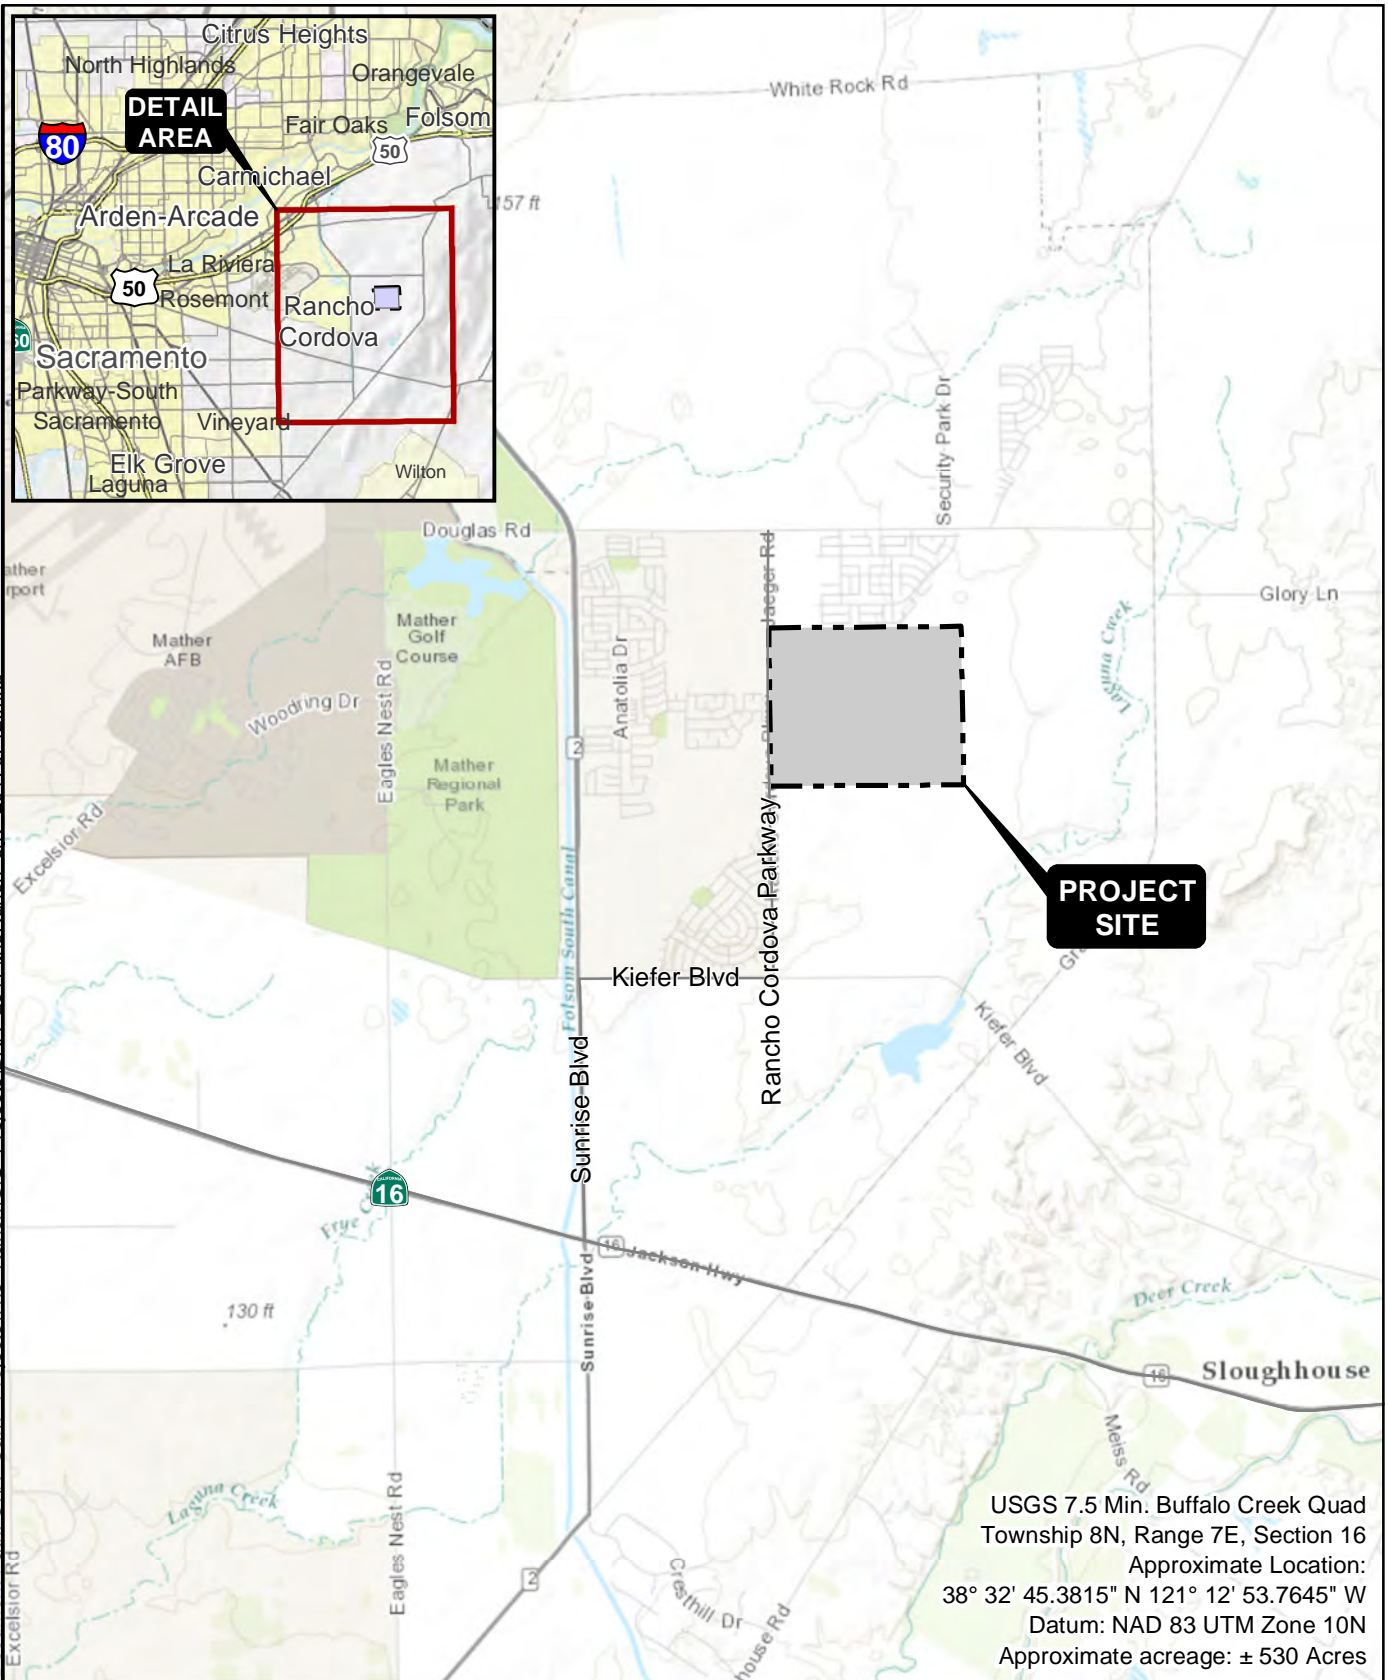 Citrus Heights
North Highlands
Orangevale
DETAIL
AREA
Fair Oaks
Folsom
80
50
Carmichael
Arden-Arcade
La Riviera
50
Rosemont
Rancho
Cordova
Sacramento
Parkway-South
Sacramento
Vineyard
Elk Grove
Laguna
Wilton
White Rock Rd
157 ft
Security Park Dr
Douglas Rd
Jaeger Rd
Glory Ln
Mather
AFB
Mather
Golf
Course
Woodring Dr
Eagles Nest Rd
Anatolia Dr
Laguna Creek
2
Mather
Regional
Park
Excelsior Rd
Folsom South Canal
Rancho Cordova Parkway
PROJECT
SITE
Kiefer Blvd
Kiefer Blvd
Sunrise Blvd
CALIFORNIA
16
Frye Creek
16
Jackson Hwy
Sunrise Blvd
130 ft
Deer Creek
16
Sloughhouse
Meiss Rd
Laguna Creek
Eagles Nest Rd
Excelsior Rd
2
Cresthill Dr
house Rd
USGS 7.5 Min. Buffalo Creek Quad
Township 8N, Range 7E, Section 16
Approximate Location:
38° 32' 45.3815" N 121° 12' 53.7645" W
Datum: NAD 83 UTM Zone 10N
Approximate acreage: ± 530 Acres